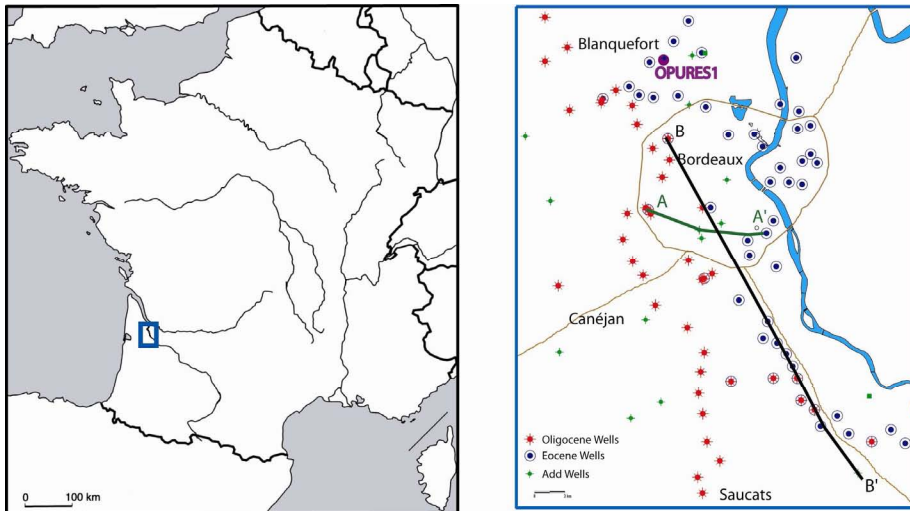 0 100 km
Blanquefort
OPURES1
B
Bordeaux
A
A'
Canéjan
Oligocene Wells
Eocene Wells
Add Wells
B'
Saucats